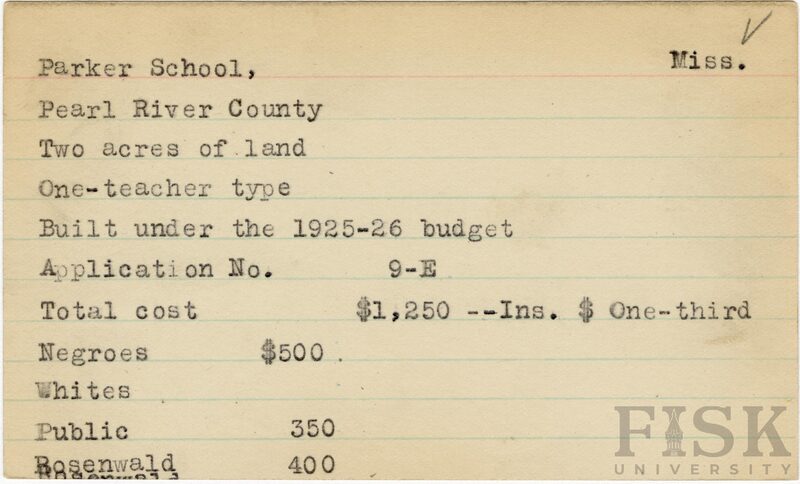 Parker School, Miss.
Pearl River County
Two acres of land
One-teacher type
Built under the 1925-26 budget
Application No. 9-E
Total cost $1,250 --Ins. $ One-third
Negroes $500.
Whites
Public 350
Rosenwald 400
Rosenwald
FISK
UNIVERSITY